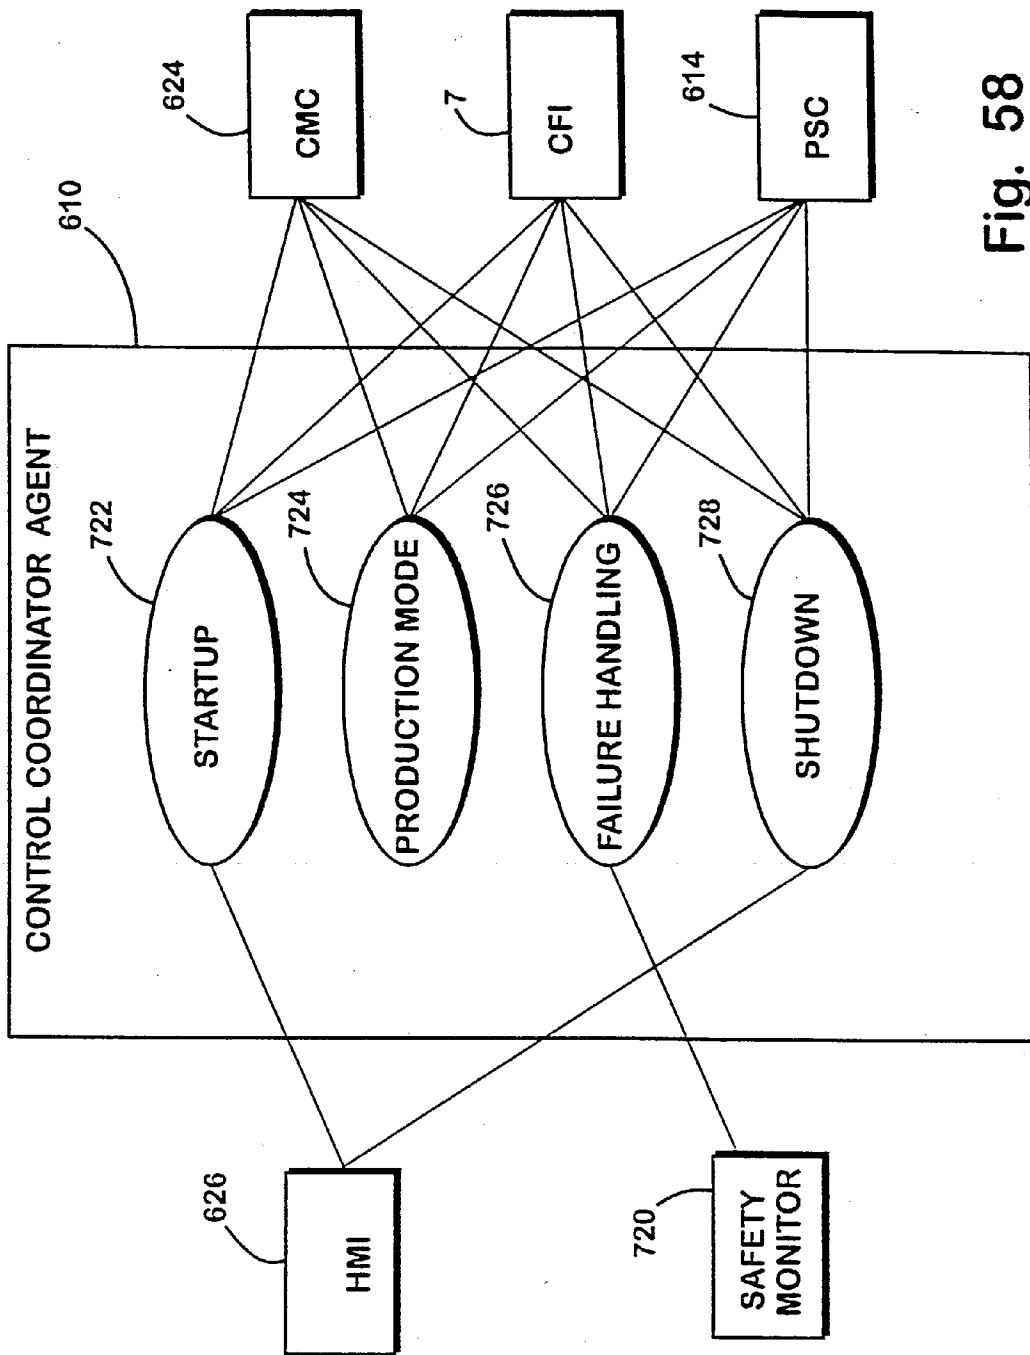 CONTROL COORDINATOR AGENT
610
626
HMI
720
SAFETY
MONITOR
722
STARTUP
724
PRODUCTION MODE
726
FAILURE HANDLING
728
SHUTDOWN
624
CMC
7
CFI
614
PSC
Fig. 58